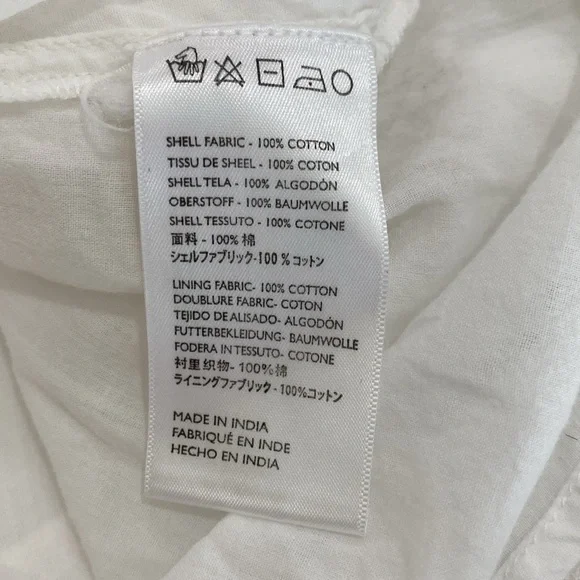 SHELL FABRIC - 100% COTTON
TISSU DE SHEEL - 100% COTON
SHELL TELA - 100% ALGODÓN
OBERSTOFF - 100% BAUMWOLLE
SHELL TESSUTO - 100% COTONE
面料 - 100% 棉
シェルファブリック-100%コットン
LINING FABRIC- 100% COTTON
DOUBLURE FABRIC- COTON
TEJIDO DE ALISADO- ALGODÓN
FUTTERBEKLEIDUNG- BAUMWOLLE
FODERA IN TESSUTO- COTONE
衬里织物- 100%棉
ライニングファブリック-100%コットン
MADE IN INDIA
FABRIQUÉ EN INDE
HECHO EN INDIA